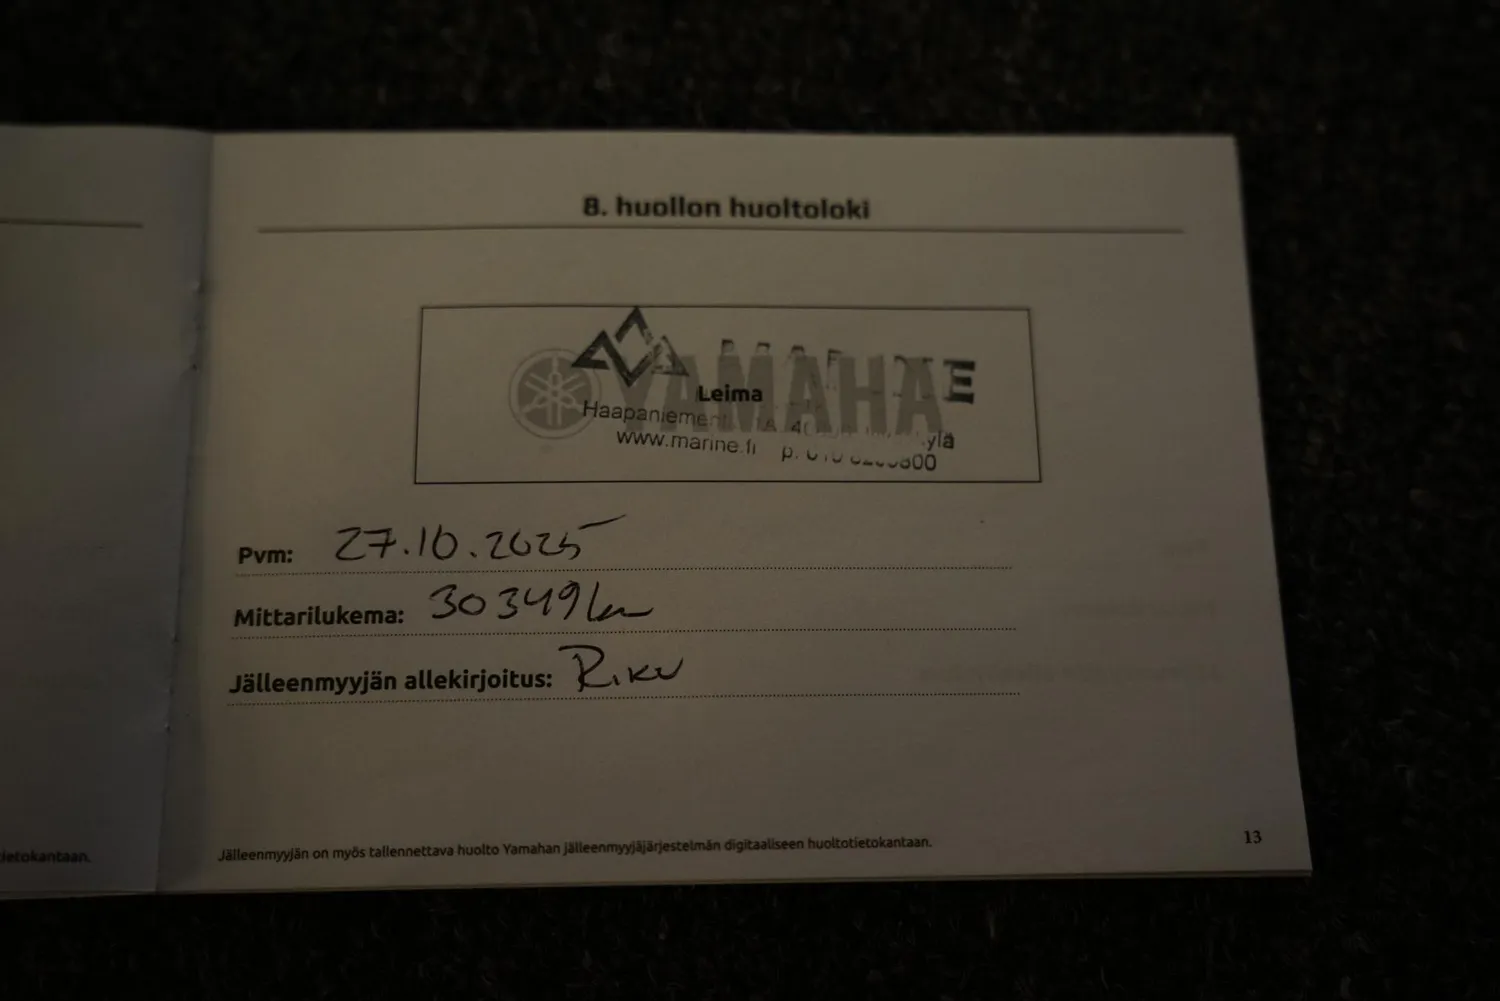 8. huollon huoltoloki
YAMAHA
Leima
www.marine.fi p.
Pvm: 27.10.2025
Mittarilukema: 30349km
Jälleenmyyjän allekirjoitus: Riku
Jälleenmyyjän on myös tallennettava huolto Yamahan jälleenmyyjäjärjestelmän digitaaliseen huoltotietokantaan.
13